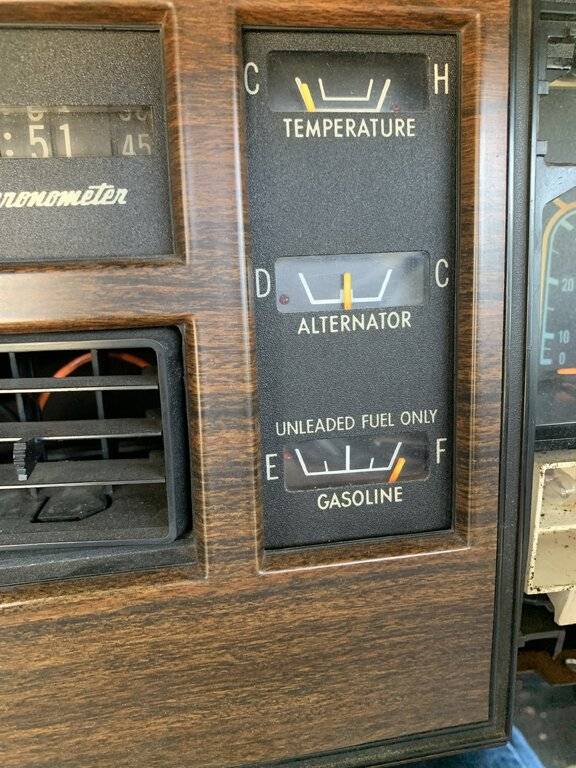 :51 45
ronometer
C H
TEMPERATURE
D C
ALTERNATOR
UNLEADED FUEL ONLY
E F
GASOLINE
20
10
0